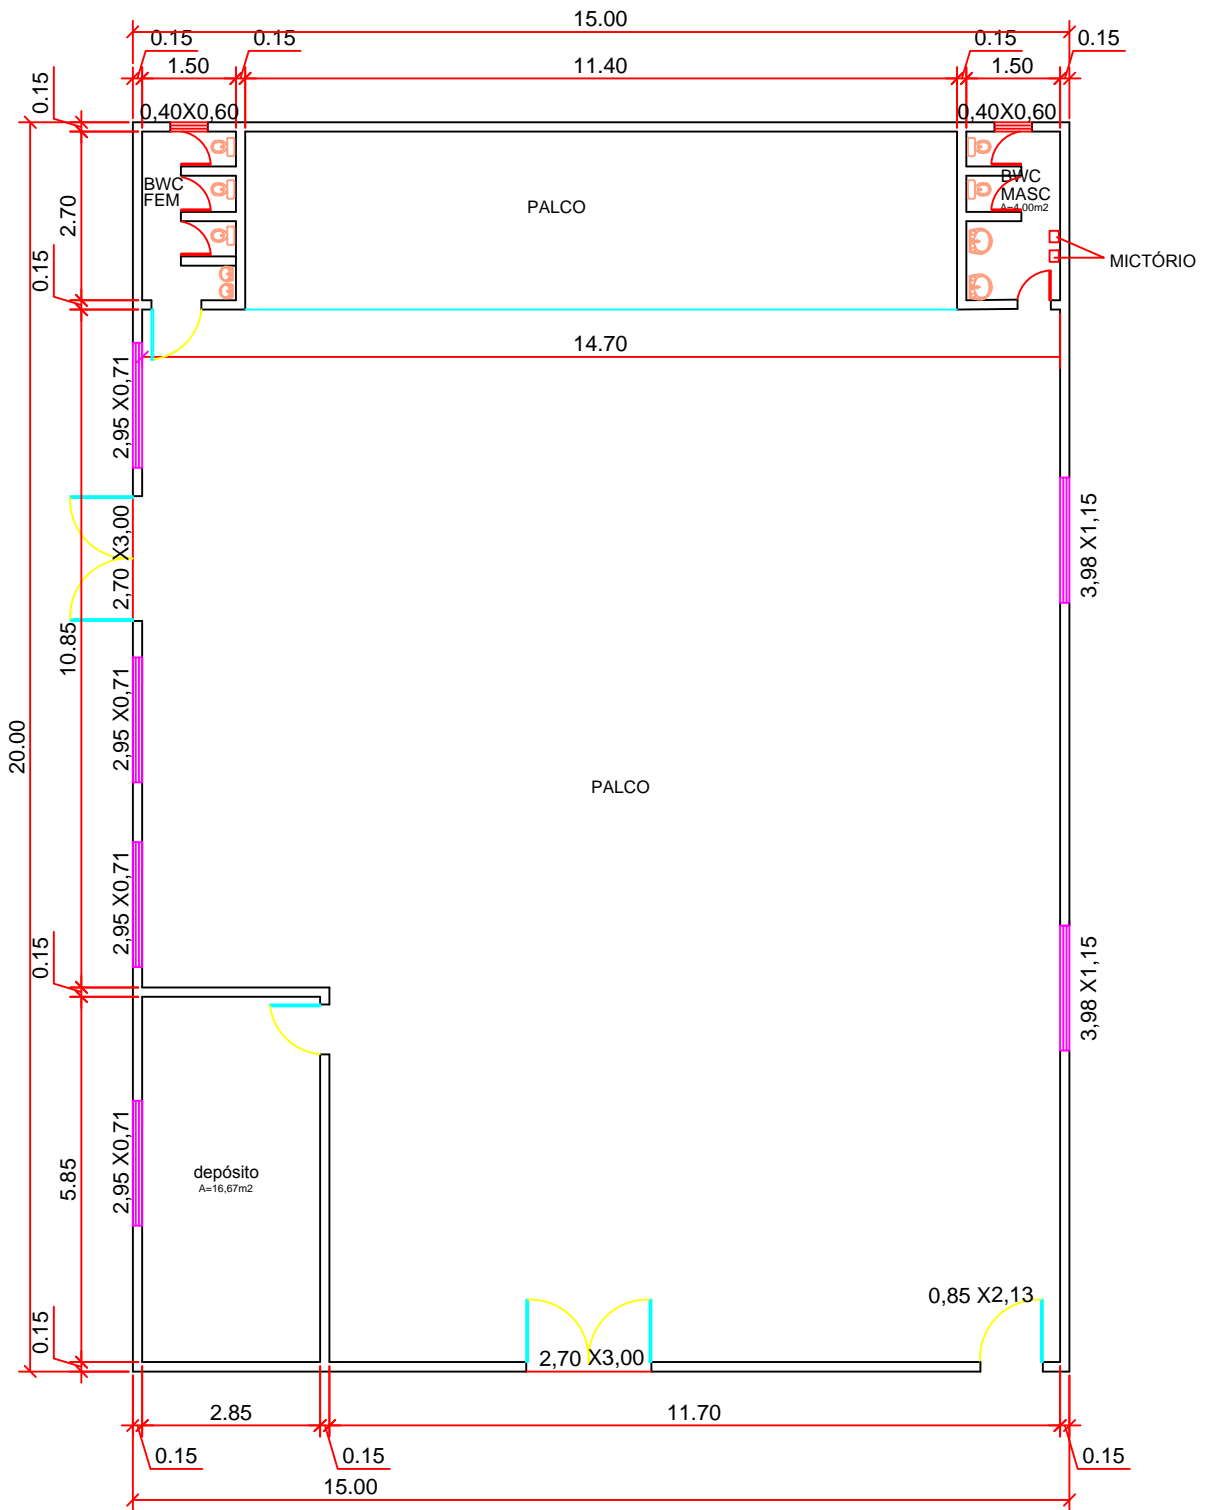 15.00
0.15
0.15
0.15
0.15
1.50
11.40
1.50
0.15
0,40X0,60
0,40X0,60
BWC
FEM
PALCO
BWC
MASC
A=4,00m2
2.70
MICTÓRIO
0.15
14.70
2,95 X0,71
2,70 X3,00
3,98 X1,15
10.85
20.00
2,95 X0,71
PALCO
2,95 X0,71
0.15
3,98 X1,15
2,95 X0,71
depósito
A=16,67m2
5.85
0,85 X2,13
0.15
2,70 X3,00
2.85
11.70
0.15
0.15
0.15
15.00